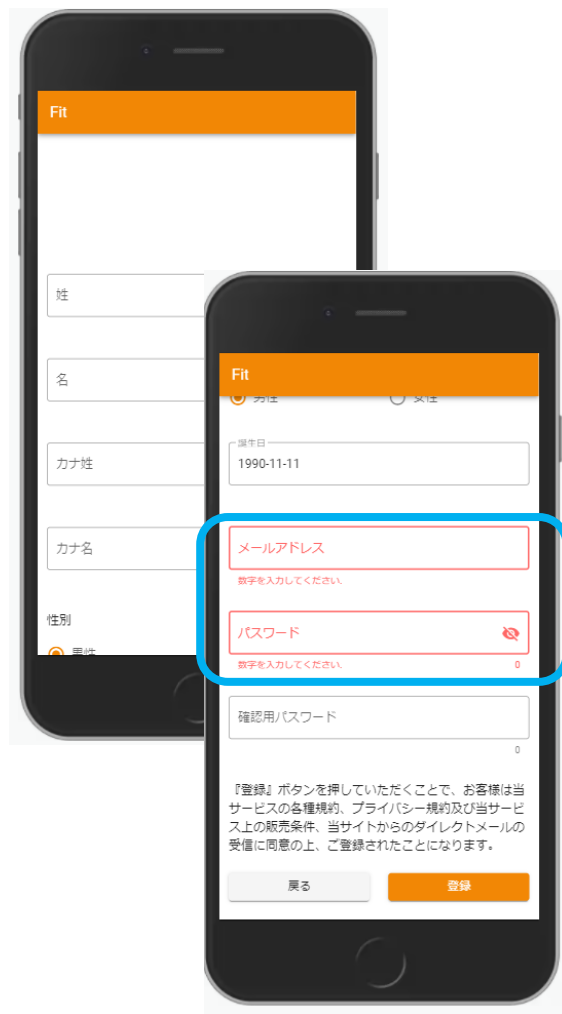 Fit
姓
名
カナ姓
カナ名
性別
男性
Fit
男性
女性
誕生日
1990-11-11
メールアドレス
数字を入力してください.
パスワード
数字を入力してください.
0
確認用パスワード
0
『登録』ボタンを押していただくことで、お客様は当
サービスの各種規約、プライバシー規約及び当サービ
ス上の販売条件、当サイトからのダイレクトメールの
受信に同意の上、ご登録されたことになります。
戻る
登録